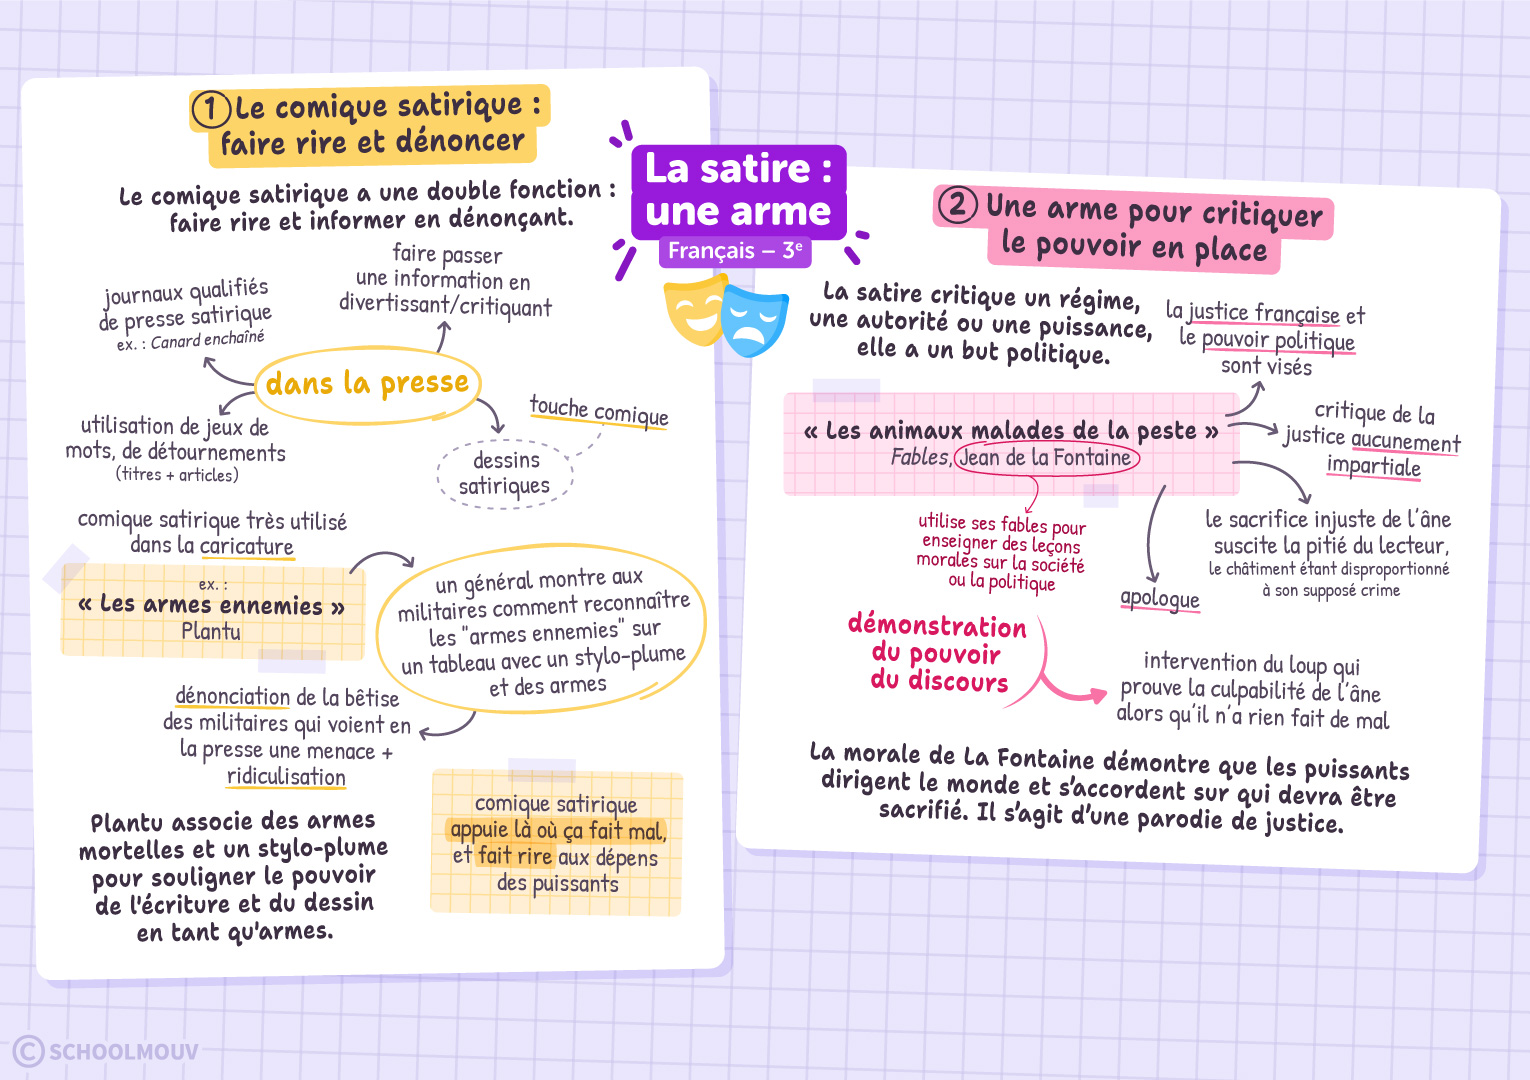 La satire :
une arme
Français – 3e
1 Le comique satirique :
faire rire et dénoncer
Le comique satirique a une double fonction :
faire rire et informer en dénonçant.
faire passer
une information en
divertissant/critiquant
journaux qualifiés
de presse satirique
ex. : Canard enchaîné
dans la presse
utilisation de jeux de
mots, de détournements
(titres + articles)
touche comique
dessins
satiriques
comique satirique très utilisé
dans la caricature
ex. :
« Les armes ennemies »
Plantu
un général montre aux
militaires comment reconnaître
les "armes ennemies" sur
un tableau avec un stylo-plume
et des armes
dénonciation de la bêtise
des militaires qui voient en
la presse une menace +
ridiculisation
Plantu associe des armes
mortelles et un stylo-plume
pour souligner le pouvoir
de l'écriture et du dessin
en tant qu'armes.
comique satirique
appuie là où ça fait mal,
et fait rire aux dépens
des puissants
2 Une arme pour critiquer
le pouvoir en place
La satire critique un régime,
une autorité ou une puissance,
elle a un but politique.
la justice française et
le pouvoir politique
sont visés
« Les animaux malades de la peste »
Fables, Jean de la Fontaine
critique de la
justice aucunement
impartiale
utilise ses fables pour
enseigner des leçons
morales sur la société
ou la politique
apologue
le sacrifice injuste de l'âne
suscite la pitié du lecteur,
le châtiment étant disproportionné
à son supposé crime
démonstration
du pouvoir
du discours
intervention du loup qui
prouve la culpabilité de l'âne
alors qu'il n'a rien fait de mal
La morale de La Fontaine démontre que les puissants
dirigent le monde et s'accordent sur qui devra être
sacrifié. Il s'agit d'une parodie de justice.
© SCHOOLMOUV